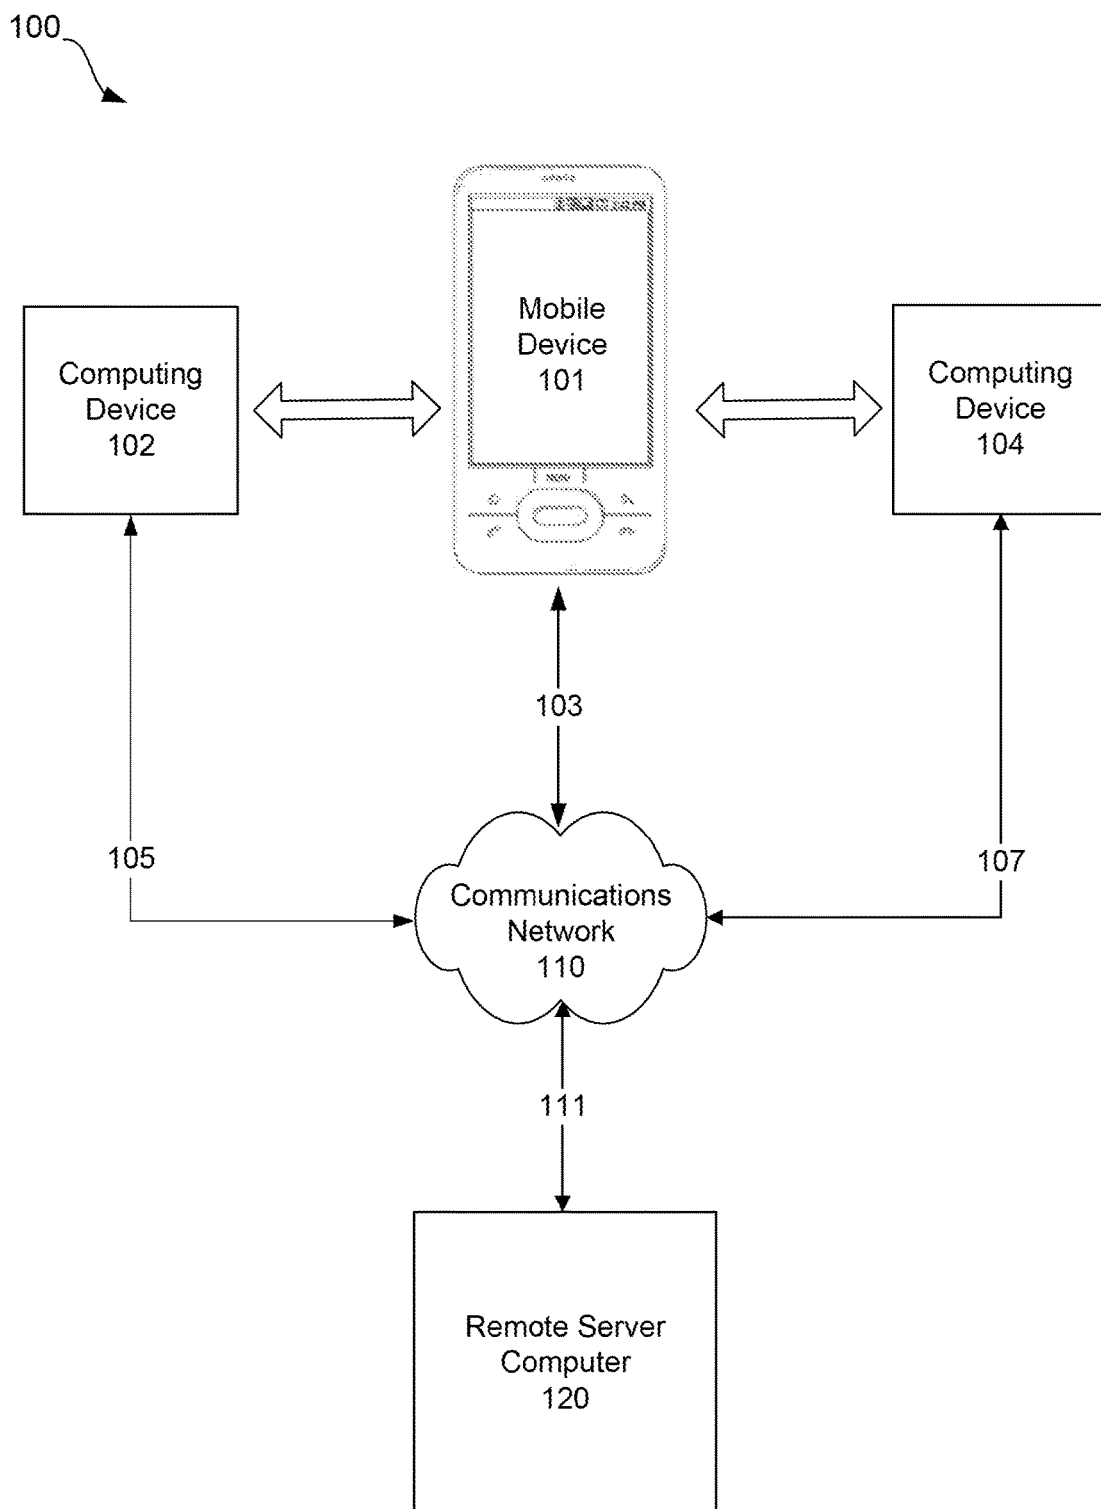 100
Mobile
Device
101
Computing
Device
102
Computing
Device
104
103
105
107
Communications
Network
110
111
Remote Server
Computer
120